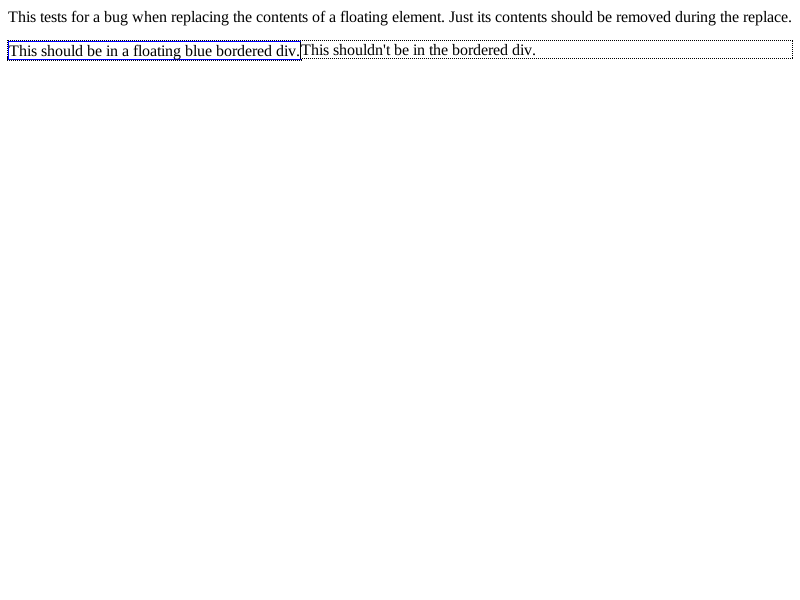 This tests for a bug when replacing the contents of a floating element. Just its contents should be removed during the replace.
This should be in a floating blue bordered div. This shouldn't be in the bordered div.